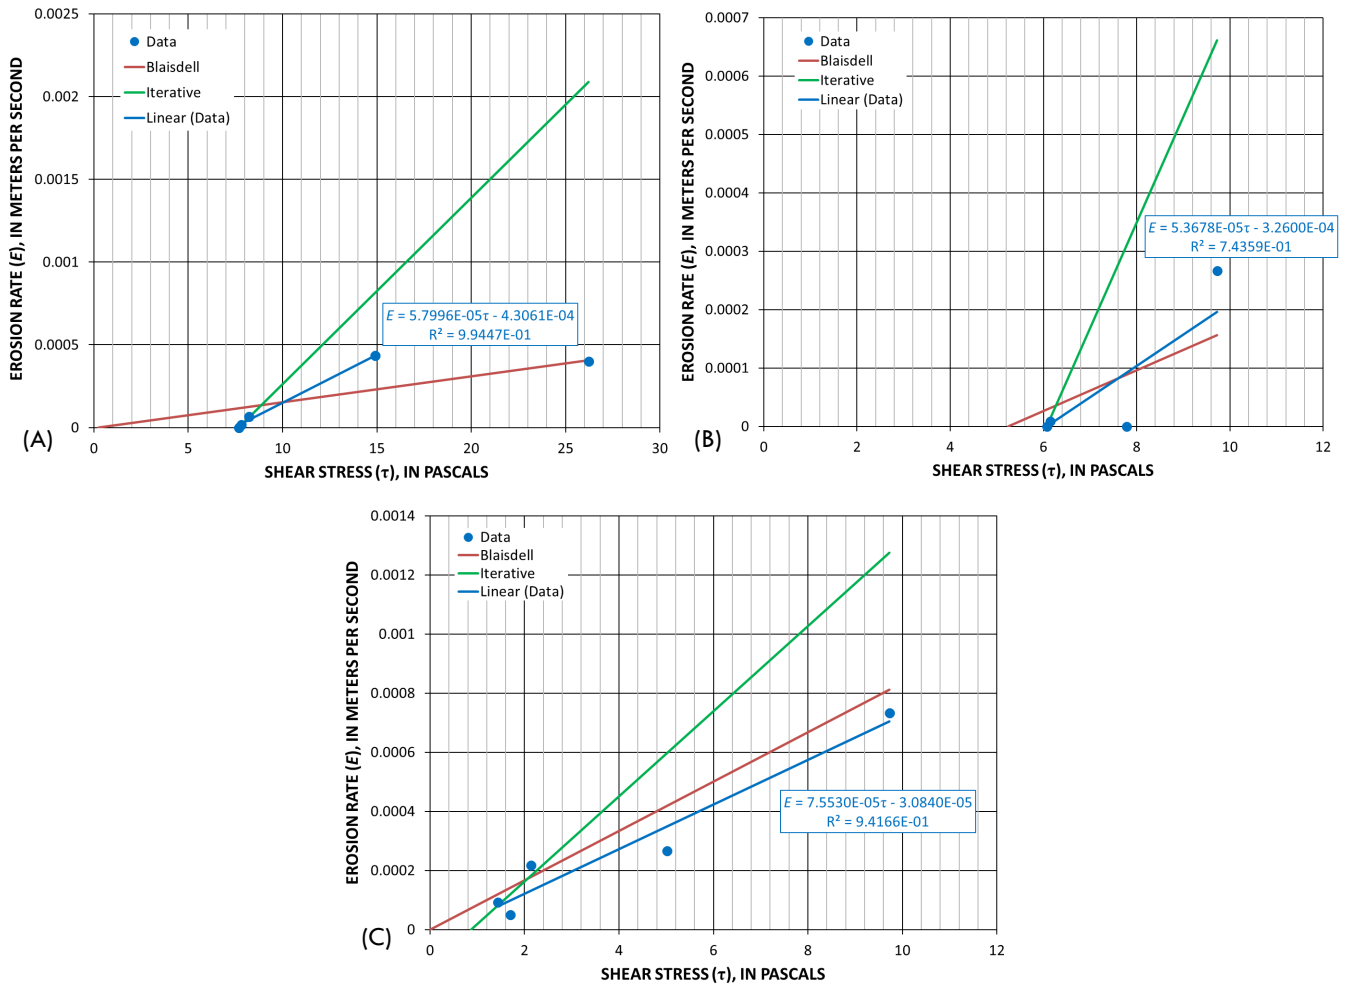 0.0025
0.002
0.0015
0.001
0.0005
0
EROSION RATE (E), IN METERS PER SECOND
Data
Blaisdell
Iterative
Linear (Data)
E = 5.7996E-05τ - 4.3061E-04
R² = 9.9447E-01
0 5 10 15 20 25 30
SHEAR STRESS (τ), IN PASCALS
(A)
0.0007
0.0006
0.0005
0.0004
0.0003
0.0002
0.0001
0
EROSION RATE (E), IN METERS PER SECOND
Data
Blaisdell
Iterative
Linear (Data)
E = 5.3678E-05τ - 3.2600E-04
R² = 7.4359E-01
0 2 4 6 8 10 12
SHEAR STRESS (τ), IN PASCALS
(B)
0.0014
0.0012
0.001
0.0008
0.0006
0.0004
0.0002
0
EROSION RATE (E), IN METERS PER SECOND
Data
Blaisdell
Iterative
Linear (Data)
E = 7.5530E-05τ - 3.0840E-05
R² = 9.4166E-01
0 2 4 6 8 10 12
SHEAR STRESS (τ), IN PASCALS
(C)